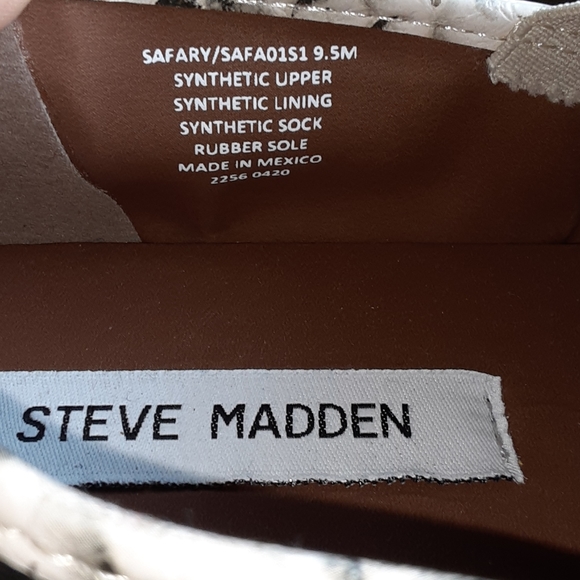 SAFARY/SAFA01S1 9.5M
SYNTHETIC UPPER
SYNTHETIC LINING
SYNTHETIC SOCK
RUBBER SOLE
MADE IN MEXICO
2256 0420
STEVE MADDEN